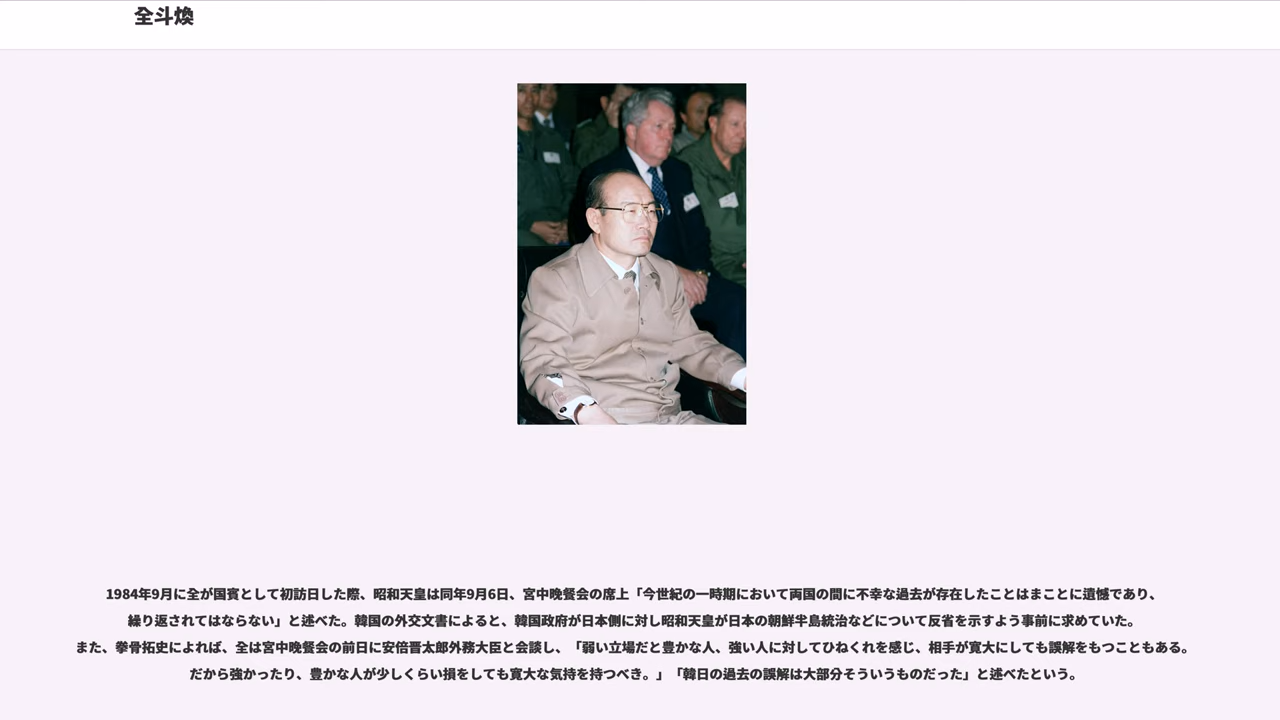 全斗煥
1984年9月に全が国賓として初訪日した際、昭和天皇は同年9月6日、宮中晩餐会の席上「今世紀の一時期において両国の間に不幸な過去が存在したことはまことに遺憾であり、
繰り返されてはならない」と述べた。韓国の外交文書によると、韓国政府が日本側に対し昭和天皇が日本の朝鮮半島統治などについて反省を示すよう事前に求めていた。
また、拳骨拓史によれば、全は宮中晩餐会の前日に安倍晋太郎外務大臣と会談し、「弱い立場だと豊かな人、強い人に対してひねくれを感じ、相手が寛大にしても誤解をもつこともある。
だから強かったり、豊かな人が少しくらい損をしても寛大な気持を持つべき。」「韓日の過去の誤解は大部分そういうものだった」と述べたという。